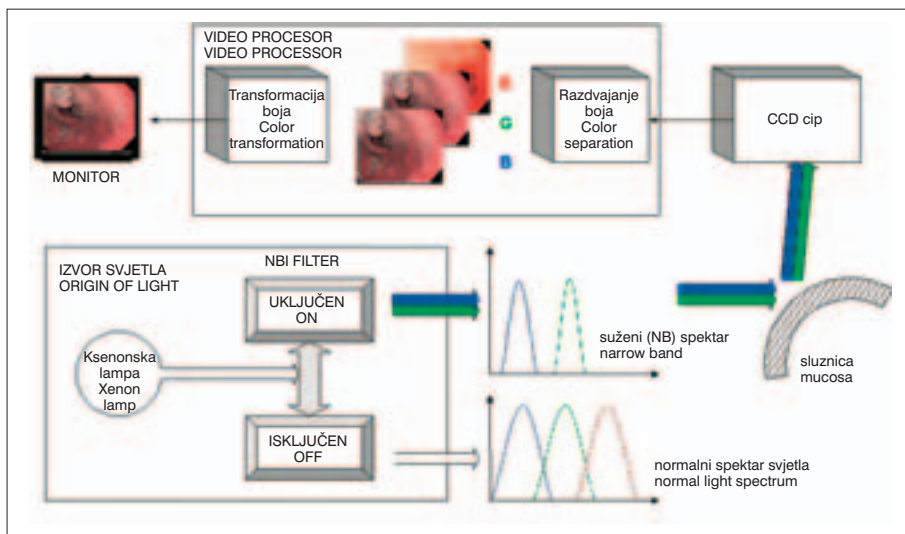 VIDEO PROCESOR
VIDEO PROCESSOR
Transformacija
boja
Color
transformation
R
G
B
Razdvajanje
boja
Color
separation
CCD cip
MONITOR
IZVOR SVJETLA
ORIGIN OF LIGHT
NBI FILTER
UKLJUČEN
ON
Ksenonska
lampa
Xenon
lamp
ISKLJUČEN
OFF
suženi (NB) spektar
narrow band
sluznica
mucosa
normalni spektar svjetla
normal light spectrum